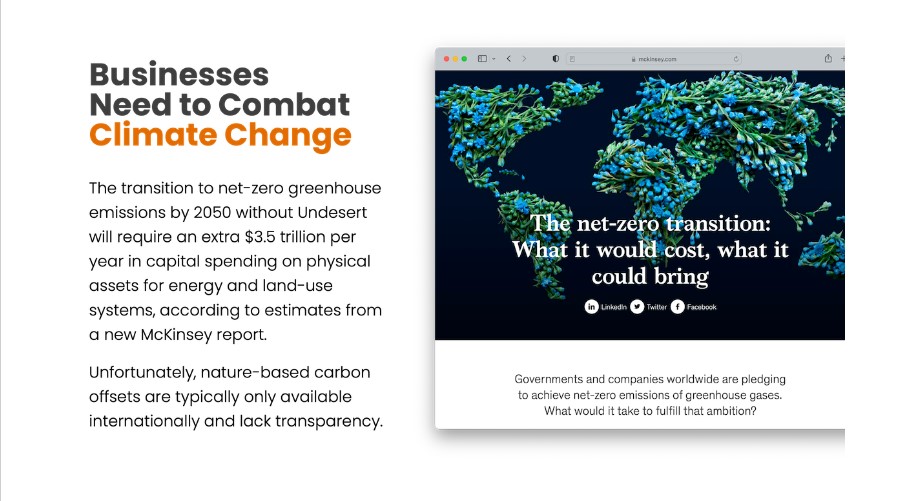 Businesses
Need to Combat
Climate Change
The transition to net-zero greenhouse
emissions by 2050 without Undesert
will require an extra $3.5 trillion per
year in capital spending on physical
assets for energy and land-use
systems, according to estimates from
a new McKinsey report.
Unfortunately, nature-based carbon
offsets are typically only available
internationally and lack transparency.
mckinsey.com
The net-zero transition:
What it would cost, what it
could bring
LinkedIn Twitter Facebook
Governments and companies worldwide are pledging
to achieve net-zero emissions of greenhouse gases.
What would it take to fulfill that ambition?